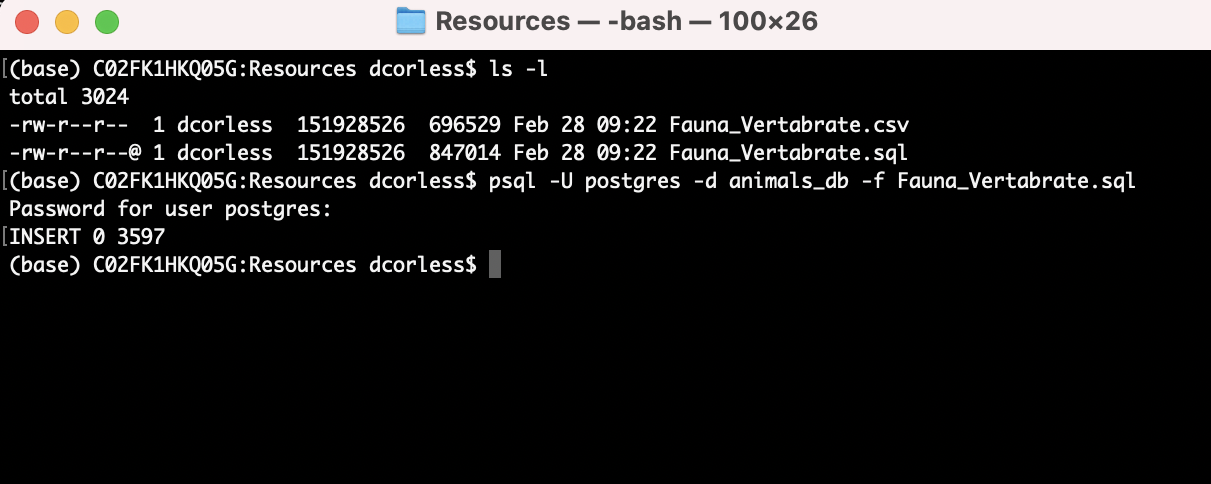 Resources — -bash — 100×26
[(base) C02FK1HKQ05G:Resources dcorless$ ls -l
total 3024
-rw-r--r--  1 dcorless  151928526  696529 Feb 28 09:22 Fauna_Vertabrate.csv
-rw-r--r--@ 1 dcorless  151928526  847014 Feb 28 09:22 Fauna_Vertabrate.sql
[(base) C02FK1HKQ05G:Resources dcorless$ psql -U postgres -d animals_db -f Fauna_Vertabrate.sql
Password for user postgres:
[INSERT 0 3597
(base) C02FK1HKQ05G:Resources dcorless$